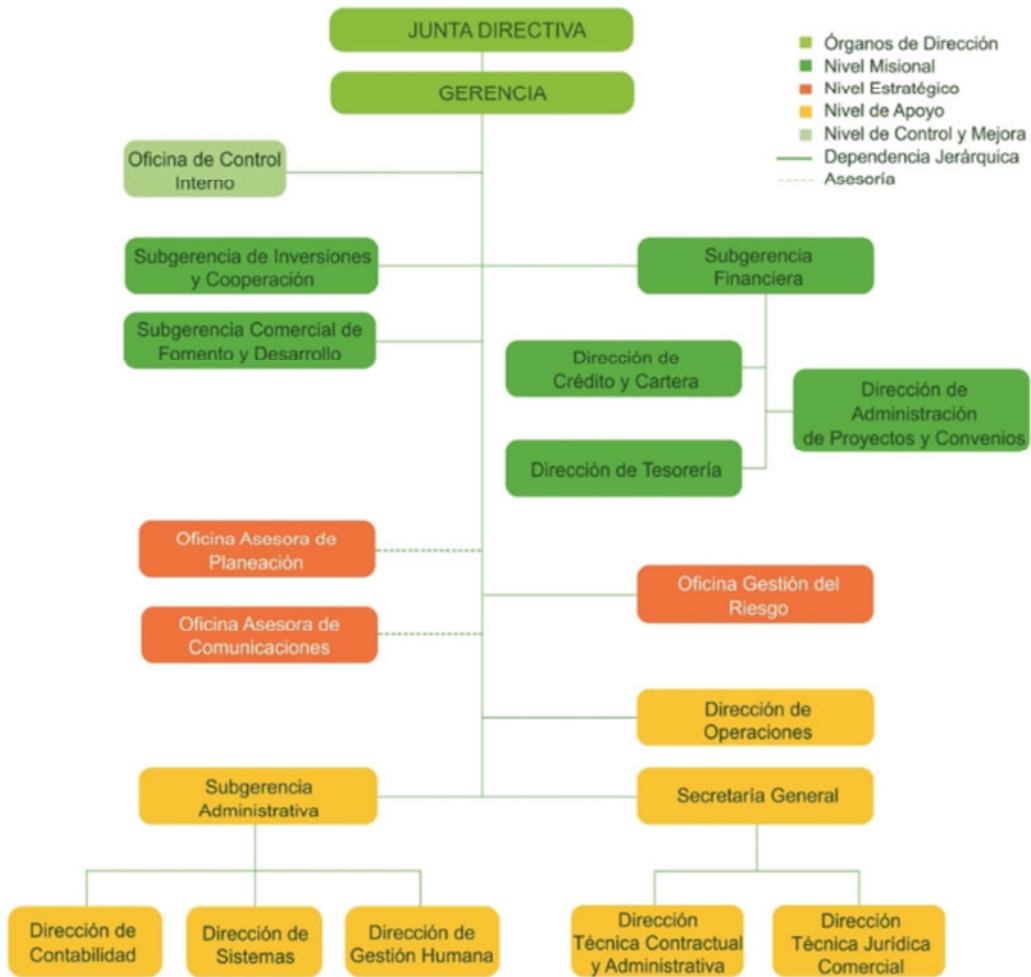 JUNTA DIRECTIVA
GERENCIA
Órganos de Dirección
Nivel Misional
Nivel Estratégico
Nivel de Apoyo
Nivel de Control y Mejora
Dependencia Jerárquica
Asesoría
Oficina de Control
Interno
Subgerencia de Inversiones
y Cooperación
Subgerencia
Financiera
Subgerencia Comercial de
Fomento y Desarrollo
Dirección de
Crédito y Cartera
Dirección de
Administración
de Proyectos y Convenios
Dirección de Tesorería
Oficina Asesora de
Planeación
Oficina Gestión del
Riesgo
Oficina Asesora de
Comunicaciones
Dirección de
Operaciones
Subgerencia
Administrativa
Secretaría General
Dirección de
Contabilidad
Dirección de
Sistemas
Dirección de
Gestión Humana
Dirección
Técnica Contractual
y Administrativa
Dirección
Técnica Jurídica
Comercial